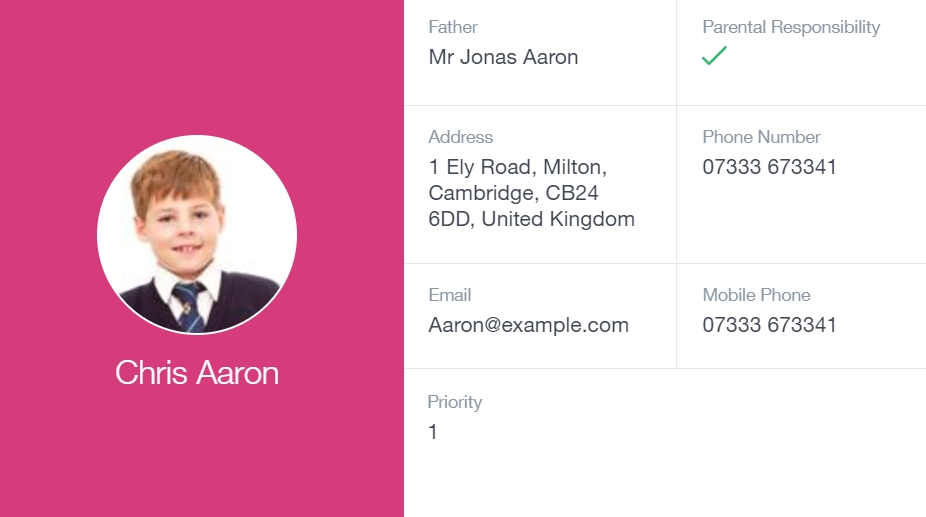 Chris Aaron
Father
Mr Jonas Aaron
Parental Responsibility
Address
1 Ely Road, Milton,
Cambridge, CB24
6DD, United Kingdom
Phone Number
07333 673341
Email
Aaron@example.com
Mobile Phone
07333 673341
Priority
1